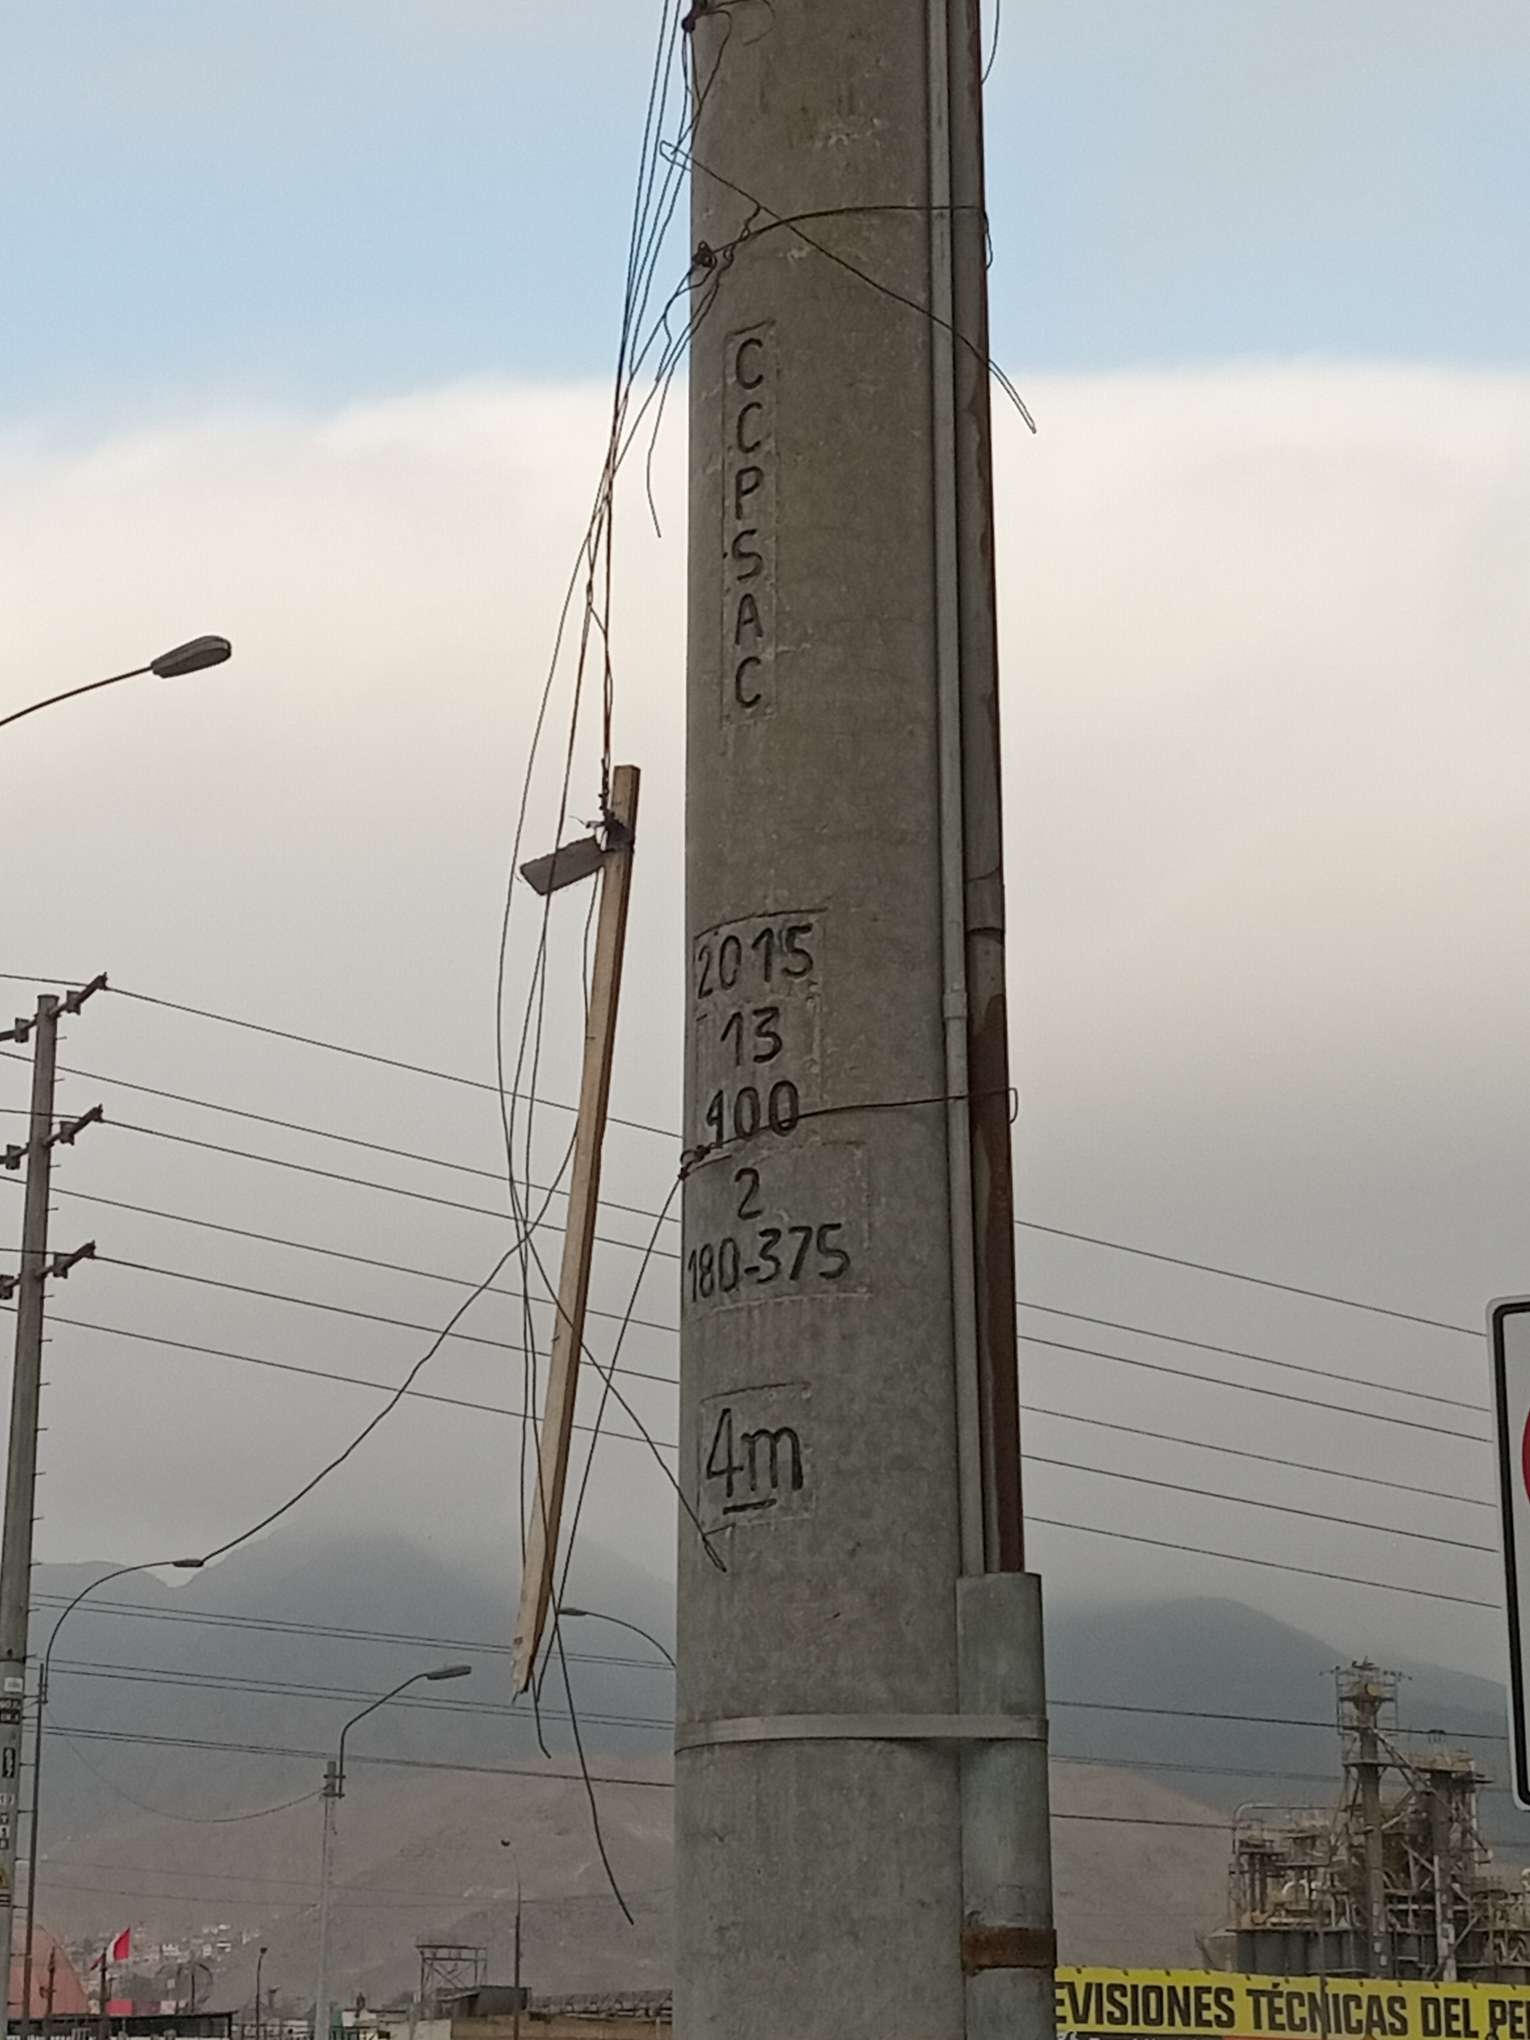 CCPSAC
2015
13
400
2
180-375
4m
EVISIONES TÉCNICAS DEL PE